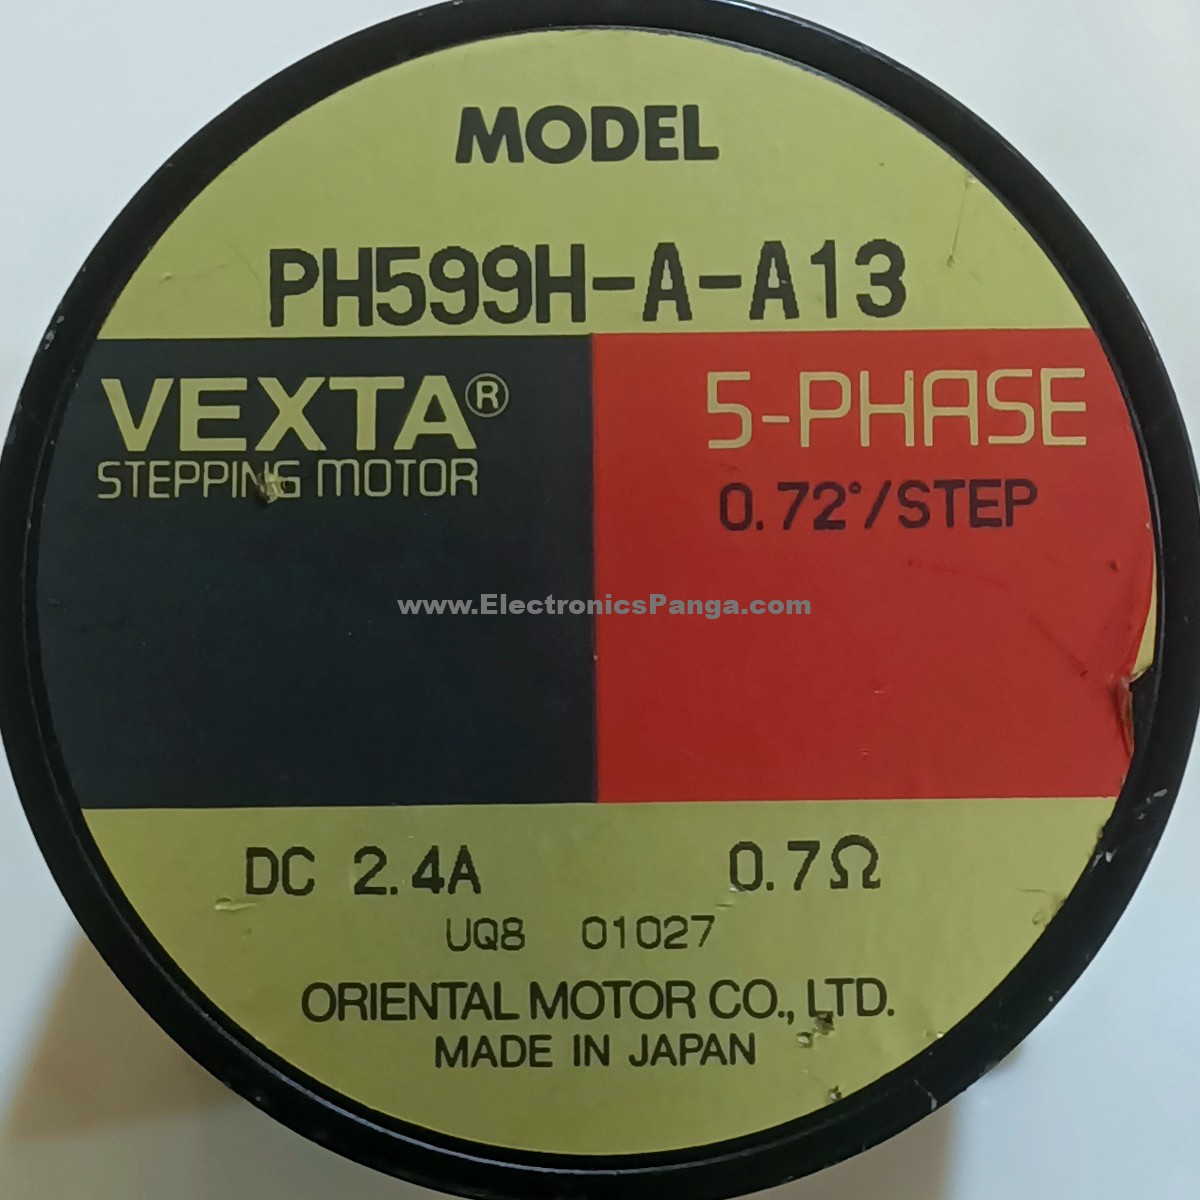 MODEL
PH599H-A-A13
VEXTA®
STEPPING MOTOR
5-PHASE
0.72°/STEP
www.ElectronicsPanga.com
DC 2.4A 0.7Ω
UQ8 01027
ORIENTAL MOTOR CO., LTD.
MADE IN JAPAN